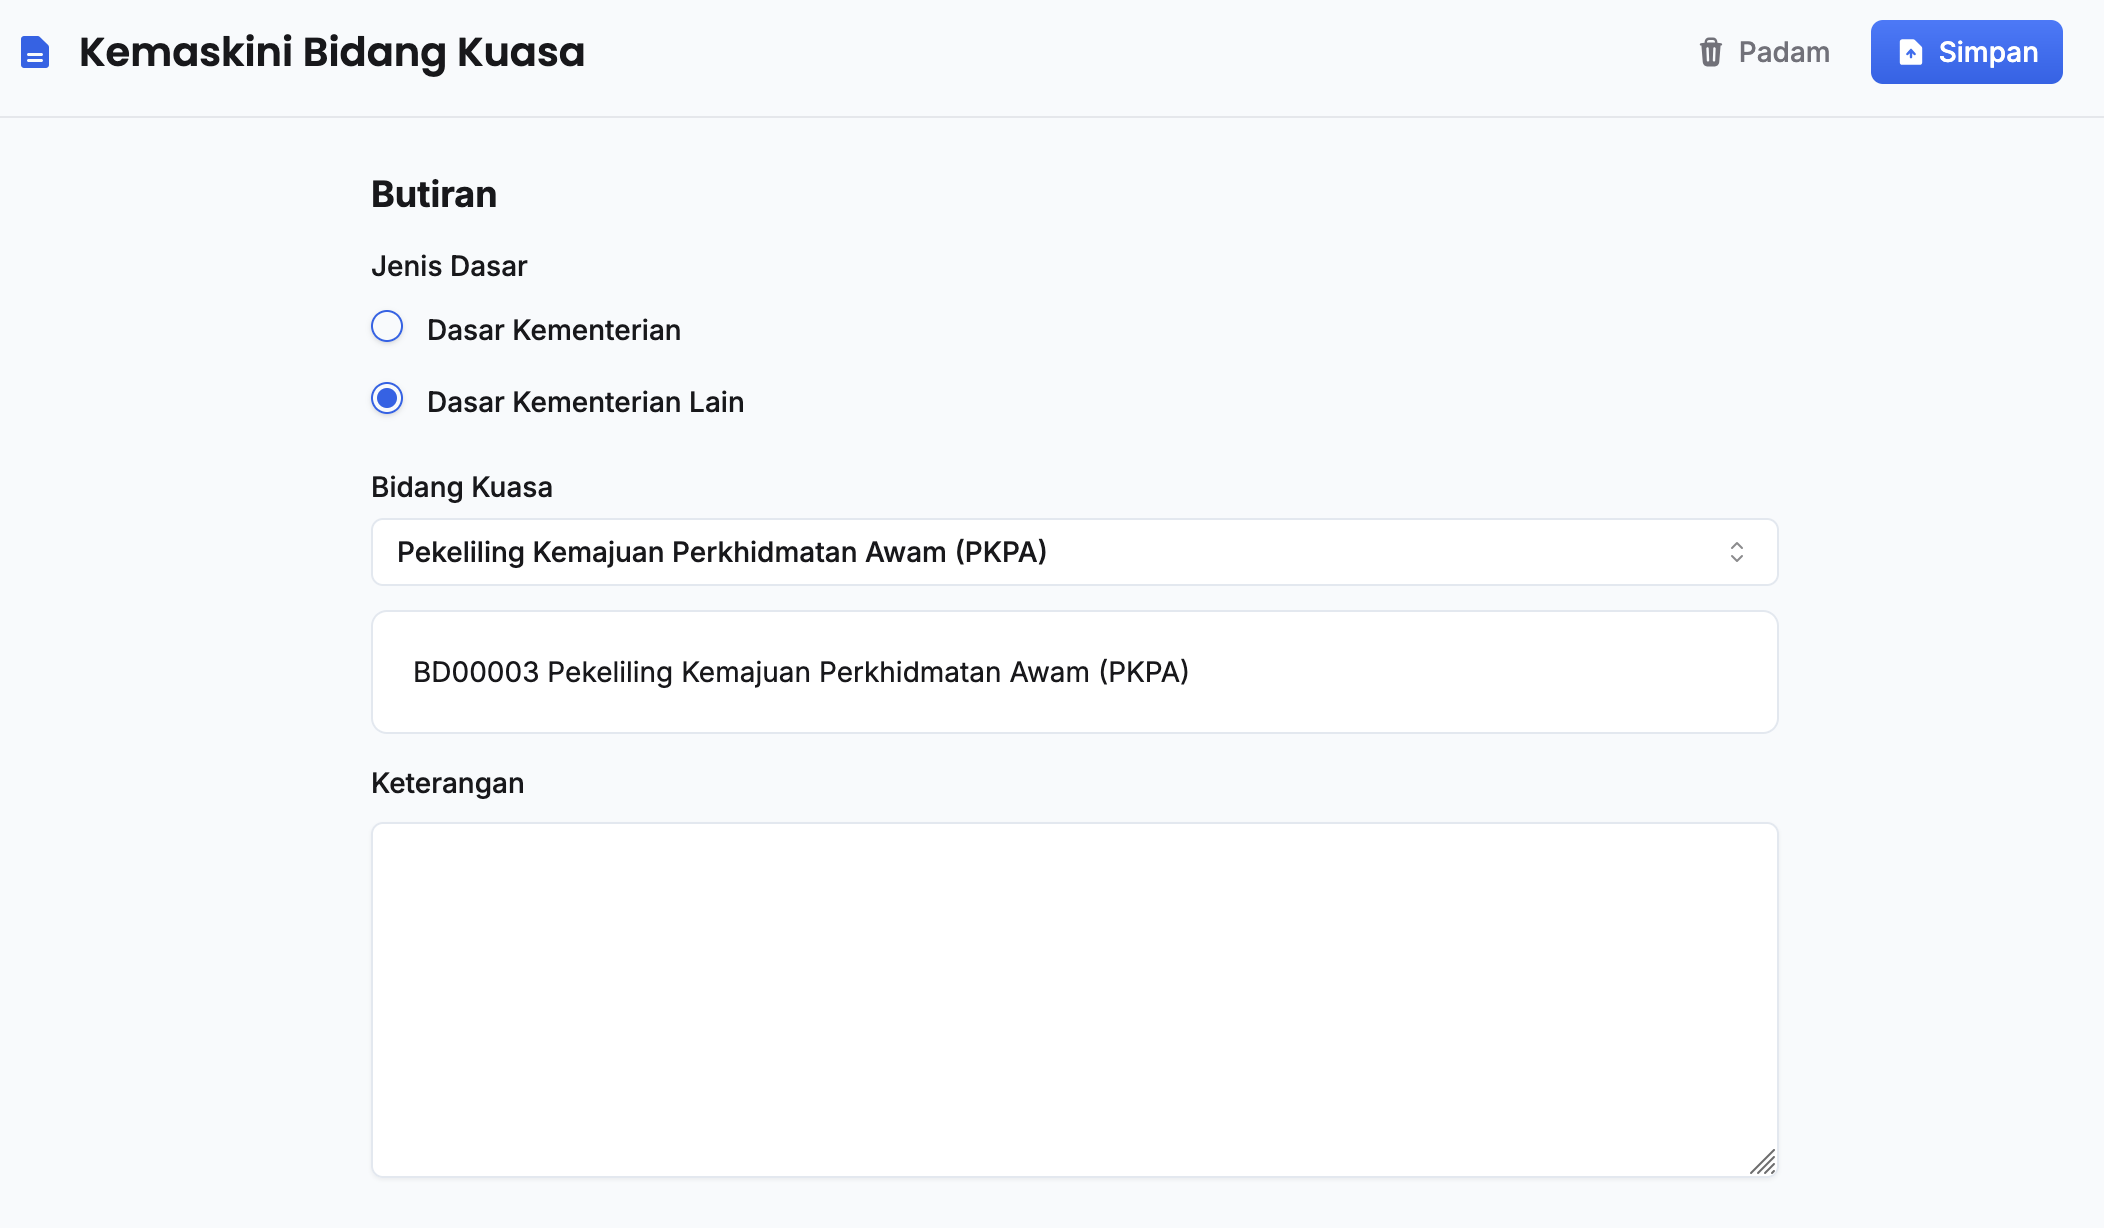 Kemaskini Bidang Kuasa
Padam
Simpan
Butiran
Jenis Dasar
Dasar Kementerian
Dasar Kementerian Lain
Bidang Kuasa
Pekeliling Kemajuan Perkhidmatan Awam (PKPA)
BD00003 Pekeliling Kemajuan Perkhidmatan Awam (PKPA)
Keterangan